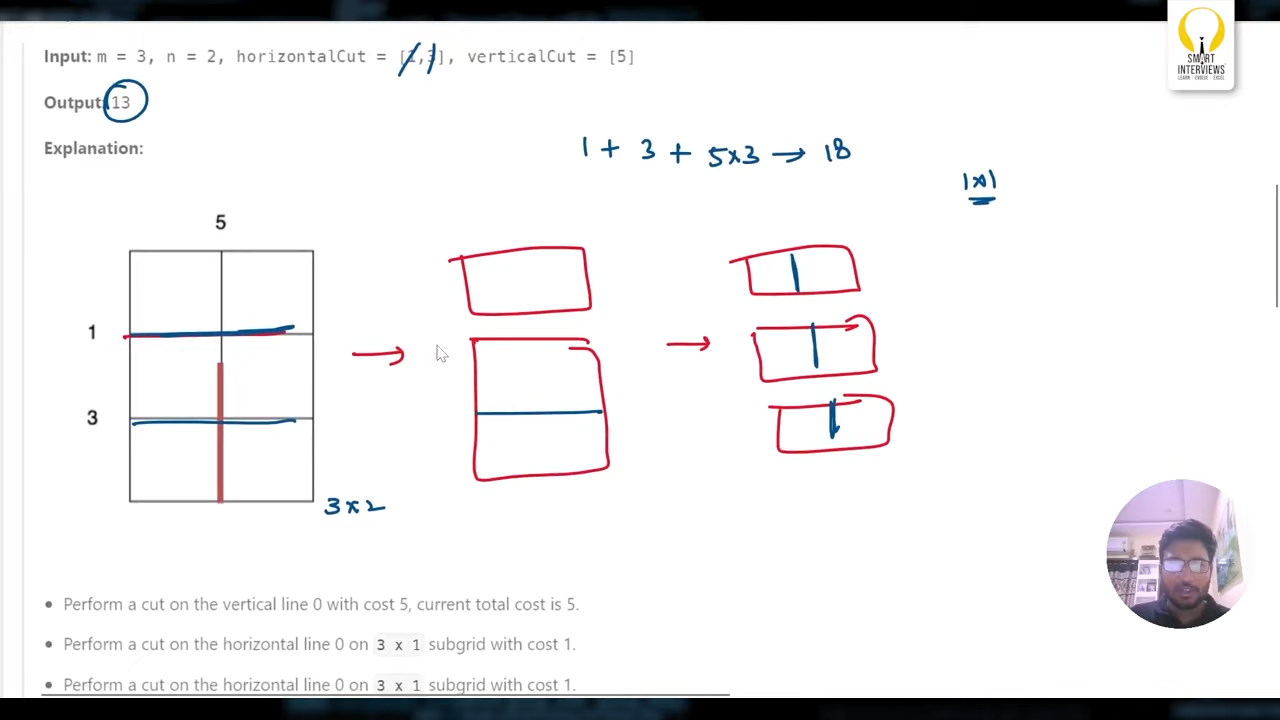 Input: m = 3, n = 2, horizontalCut = [1,3], verticalCut = [5]
SMART
INTERVIEWS
LEARN · EVOLVE · EXCEL
Output: 13
Explanation:
1 + 3 + 5x3 → 18
1x1
5
1
3
3x2
Perform a cut on the vertical line 0 with cost 5, current total cost is 5.
Perform a cut on the horizontal line 0 on 3 x 1 subgrid with cost 1.
Perform a cut on the horizontal line 0 on 3 x 1 subgrid with cost 1.